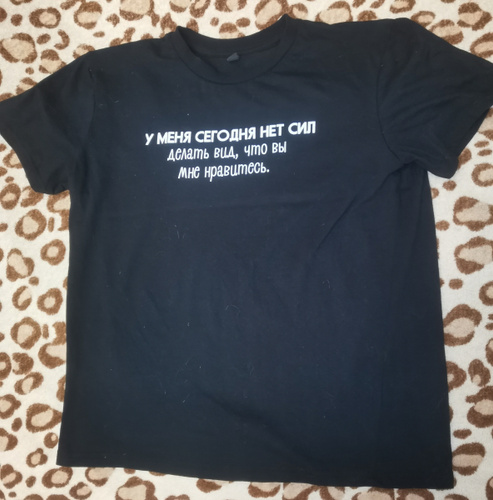 У МЕНЯ СЕГОДНЯ НЕТ СИЛ
делать вид, что вы
мне нравитесь.